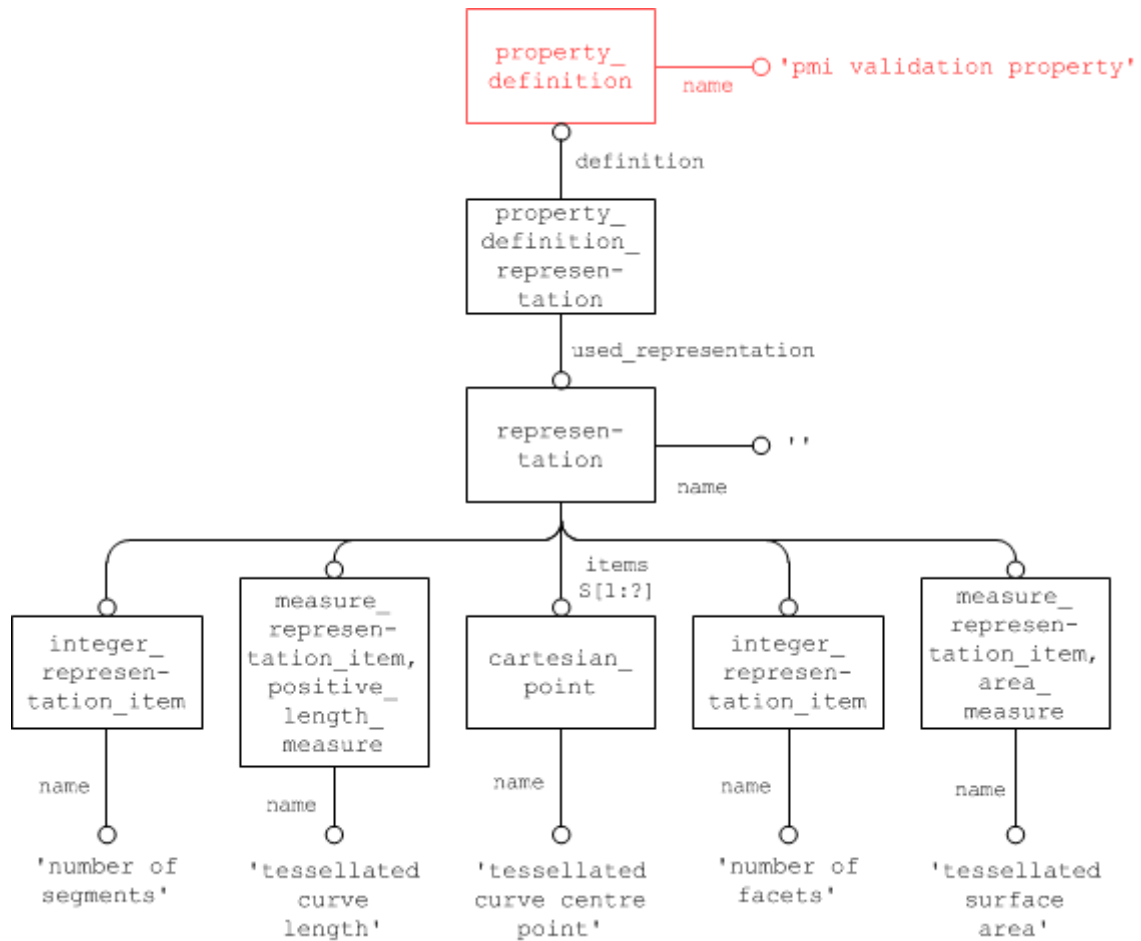 property_
definition
name
'pmi validation property'
definition
property_
definition_
represen-
tation
used_representation
represen-
tation
name
''
items
S[1:?]
integer_
represen-
tation_item
measure_
represen-
tation_item,
positive_
length_
measure
cartesian_
point
integer_
represen-
tation_item
measure_
represen-
tation_item,
area_
measure
name
name
name
name
name
'number of
segments'
'tessellated
curve
length'
'tessellated
curve centre
point'
'number of
facets'
'tessellated
surface
area'